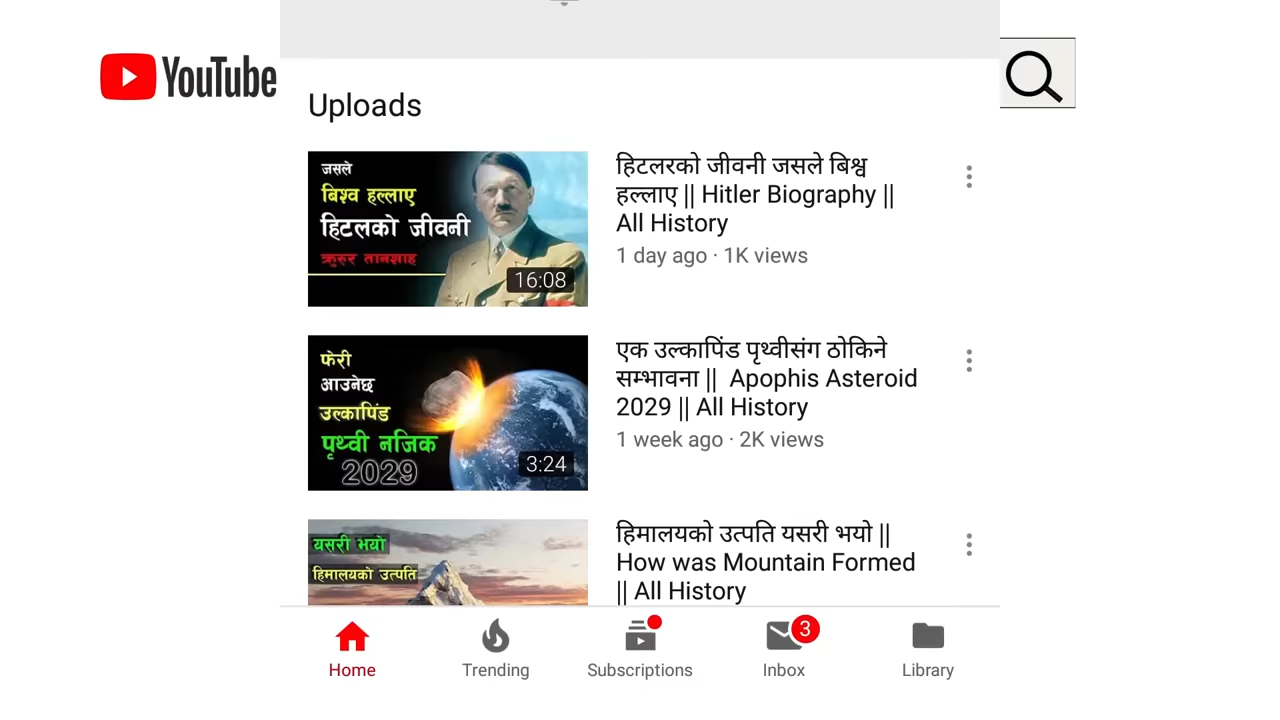 YouTube
Uploads
जसले
बिश्व हल्लाए
हिटलको जीवनी
क्रुरुर तानशाह
16:08
हिटलरको जीवनी जसले बिश्व
हल्लाए || Hitler Biography ||
All History
1 day ago · 1K views
फेरी
आउनेछ
उल्कापिंड
पृथ्वी नजिक
2029
3:24
एक उल्कापिंड पृथ्वीसंग ठोकिने
सम्भावना || Apophis Asteroid
2029 || All History
1 week ago · 2K views
यसरी भयो
हिमालयको उत्पति
हिमालयको उत्पति यसरी भयो ||
How was Mountain Formed
|| All History
Home
Trending
Subscriptions
3
Inbox
Library